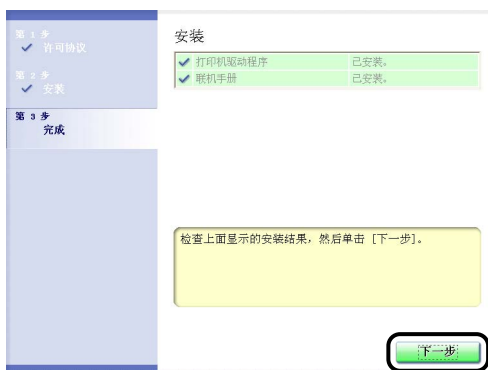 第 1 步
许可协议
第 2 步
安装
第 3 步
完成
安装
打印机驱动程序 已安装。
联机手册 已安装。
检查上面显示的安装结果，然后单击 [下一步]。
下一步